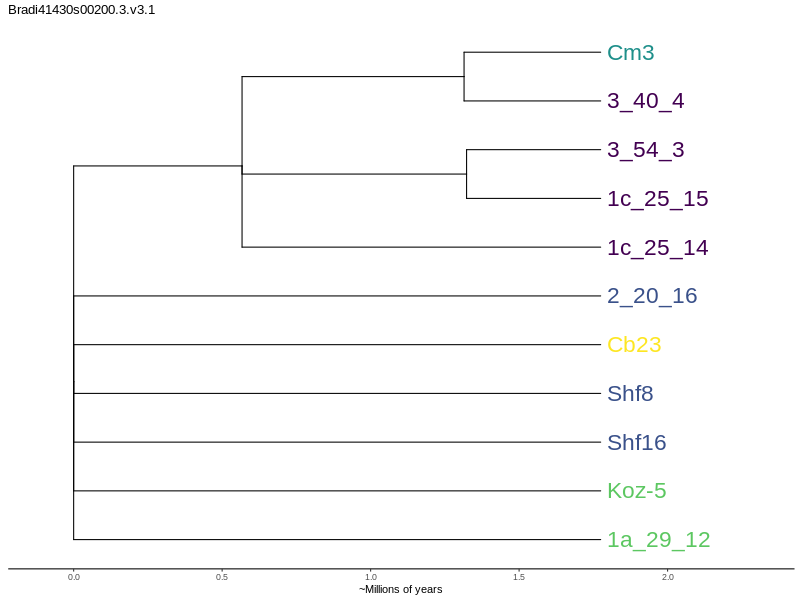 Bradi41430s00200.3.v3.1
Cm3
3_40_4
3_54_3
1c_25_15
1c_25_14
2_20_16
Cb23
Shf8
Shf16
Koz-5
1a_29_12
0.0 0.5 1.0 1.5 2.0
~Millions of years